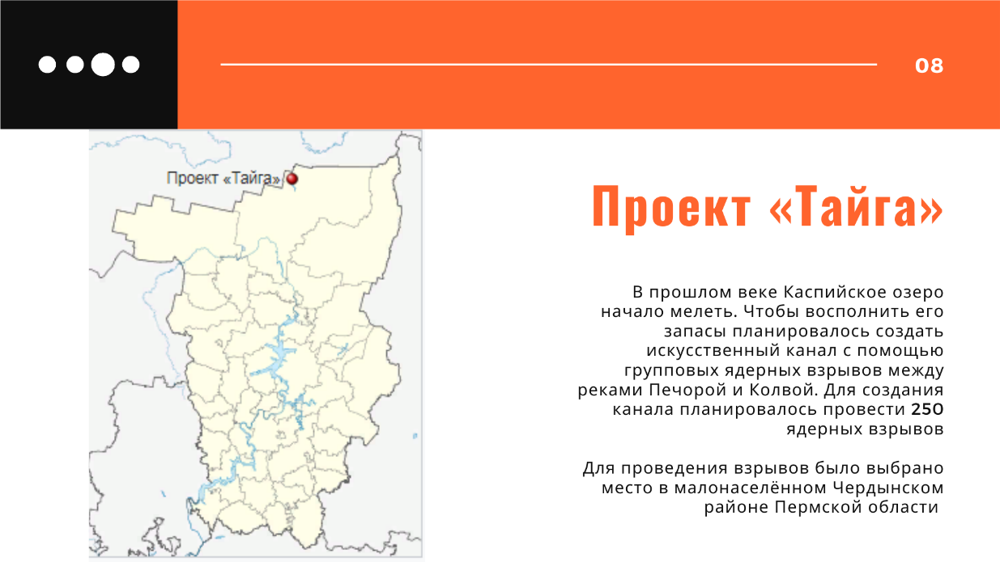 08
Проект «Тайга»
Проект «Тайга»
В прошлом веке Каспийское озеро
начало мелеть. Чтобы восполнить его
запасы планировалось создать
искусственный канал с помощью
групповых ядерных взрывов между
реками Печорой и Колвой. Для создания
канала планировалось провести 250
ядерных взрывов
Для проведения взрывов было выбрано
место в малонаселённом Чердынском
районе Пермской области